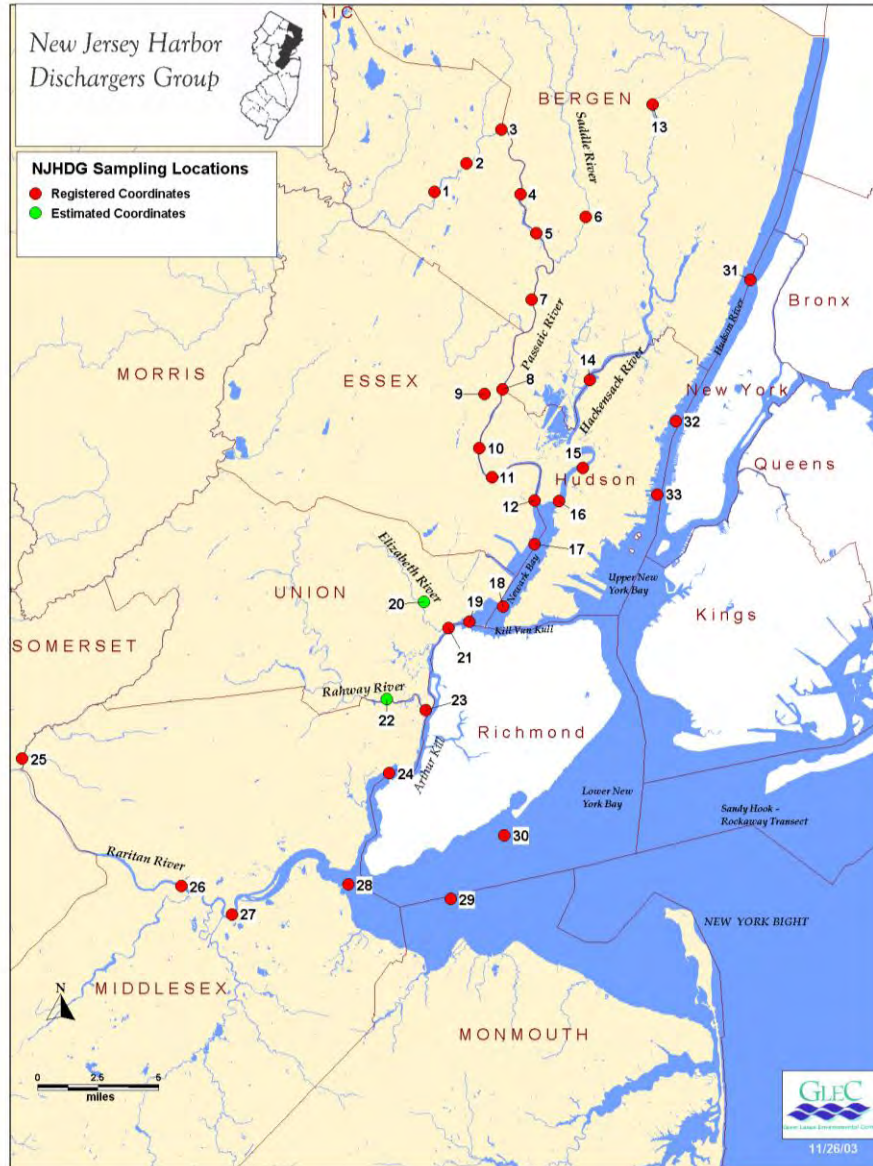 AIC
New Jersey Harbor
Dischargers Group
NJHDG Sampling Locations
Registered Coordinates
Estimated Coordinates
BERGEN
Saddle River
13
3
2
1
4
5
6
7
31
Bronx
Hudson River
Passaic River
MORRIS
ESSEX
8
9
14
Hackensack River
New York
32
Queens
10
11
15
Hudson
33
12
16
17
Elizabeth River
Newark Bay
Upper New
York Bay
UNION
20
18
19
Kill Van Kull
Kings
21
SOMERSET
Rahway River
22
23
Richmond
25
24
Arthur Kill
Lower New
York Bay
Sandy Hook -
Rockaway Transect
30
Raritan River
26
28
29
27
NEW YORK BIGHT
N
MIDDLESEX
MONMOUTH
0 2.5 5
miles
GLEC
Great Lakes Environmental Center
11/26/03